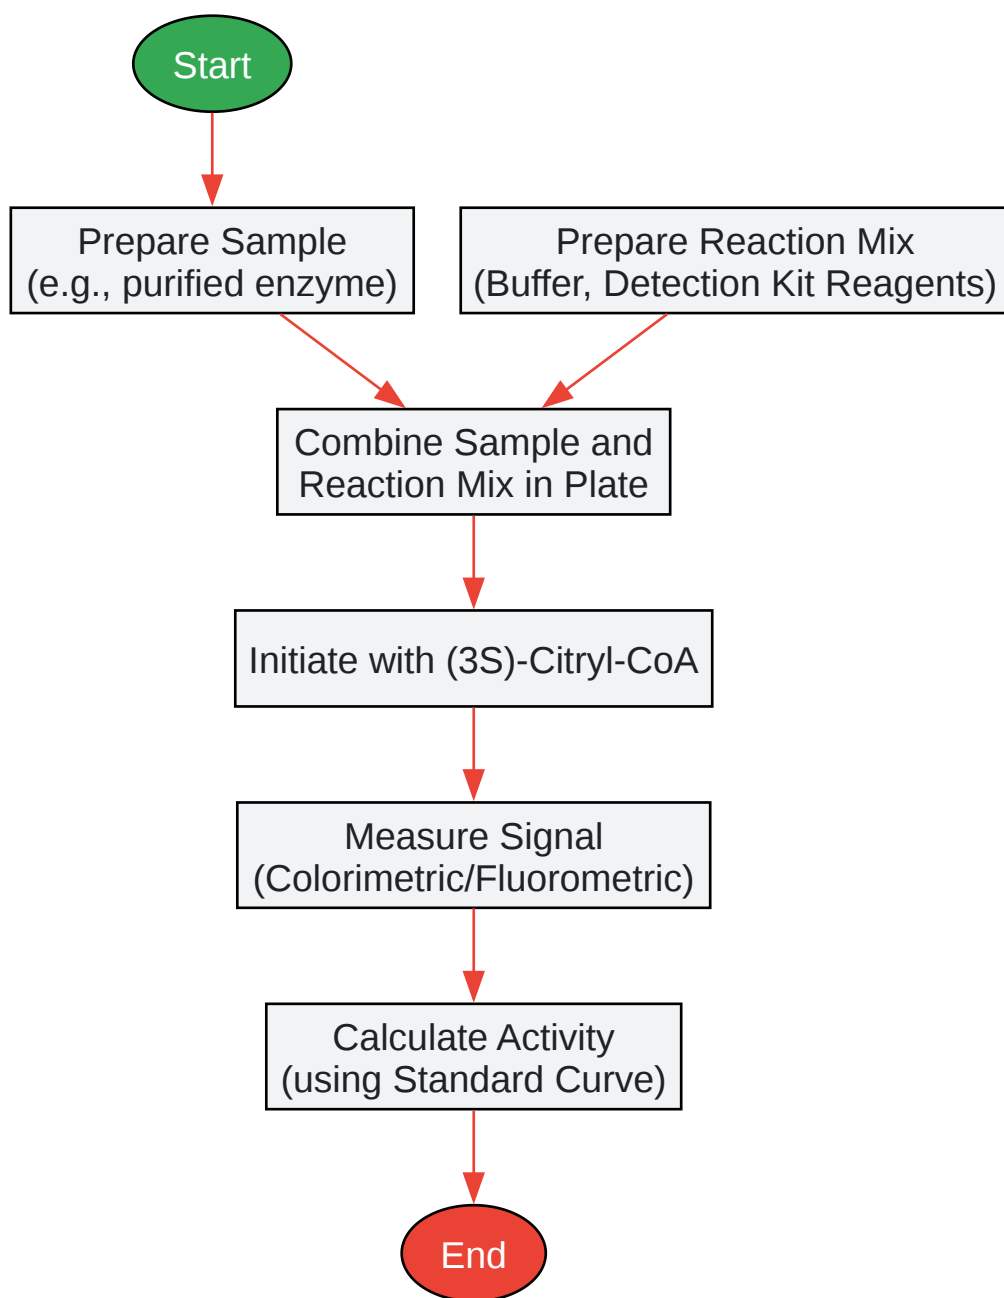 Start
Prepare Sample
(e.g., purified enzyme)
Prepare Reaction Mix
(Buffer, Detection Kit Reagents)
Combine Sample and
Reaction Mix in Plate
Initiate with (3S)-Citryl-CoA
Measure Signal
(Colorimetric/Fluorometric)
Calculate Activity
(using Standard Curve)
End